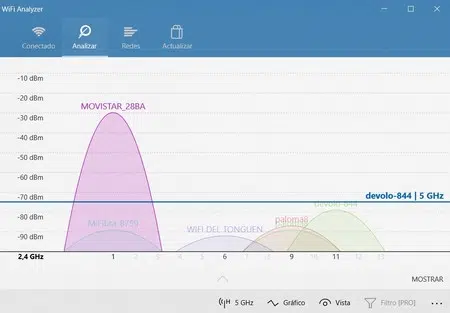 WiFi Analyzer
Conectado
Analizar
Redes
Actualizar
-10 dBm
-20 dBm
-30 dBm
MOVISTAR_28BA
-40 dBm
-50 dBm
-60 dBm
-70 dBm
devolo-844 | 5 GHz
devolo-844
-80 dBm
MiFibra-8759
WIFI DEL TONGUEN
-90 dBm
2,4 GHz
1
2
3
4
5
6
7
8
9
10
11
12
13
MOSTRAR
5 GHz
Gráfico
Vista
Filtro [PRO]